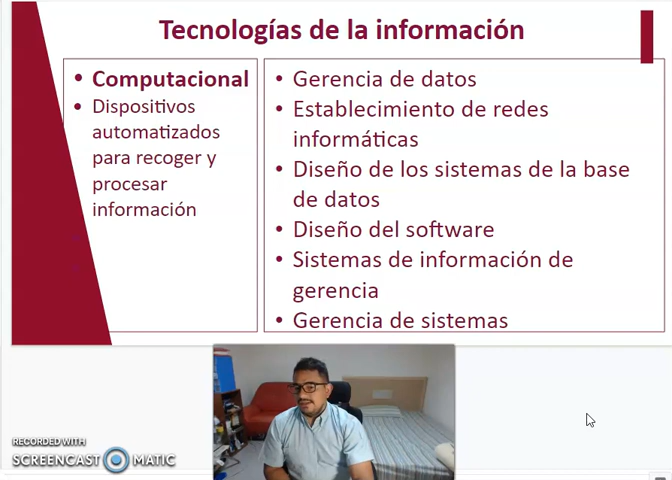 Tecnologías de la información
• Computacional
• Dispositivos
automatizados
para recoger y
procesar
información
• Gerencia de datos
• Establecimiento de redes
informáticas
• Diseño de los sistemas de la base
de datos
• Diseño del software
• Sistemas de información de
gerencia
• Gerencia de sistemas
RECORDED WITH
SCREENCAST MATIC